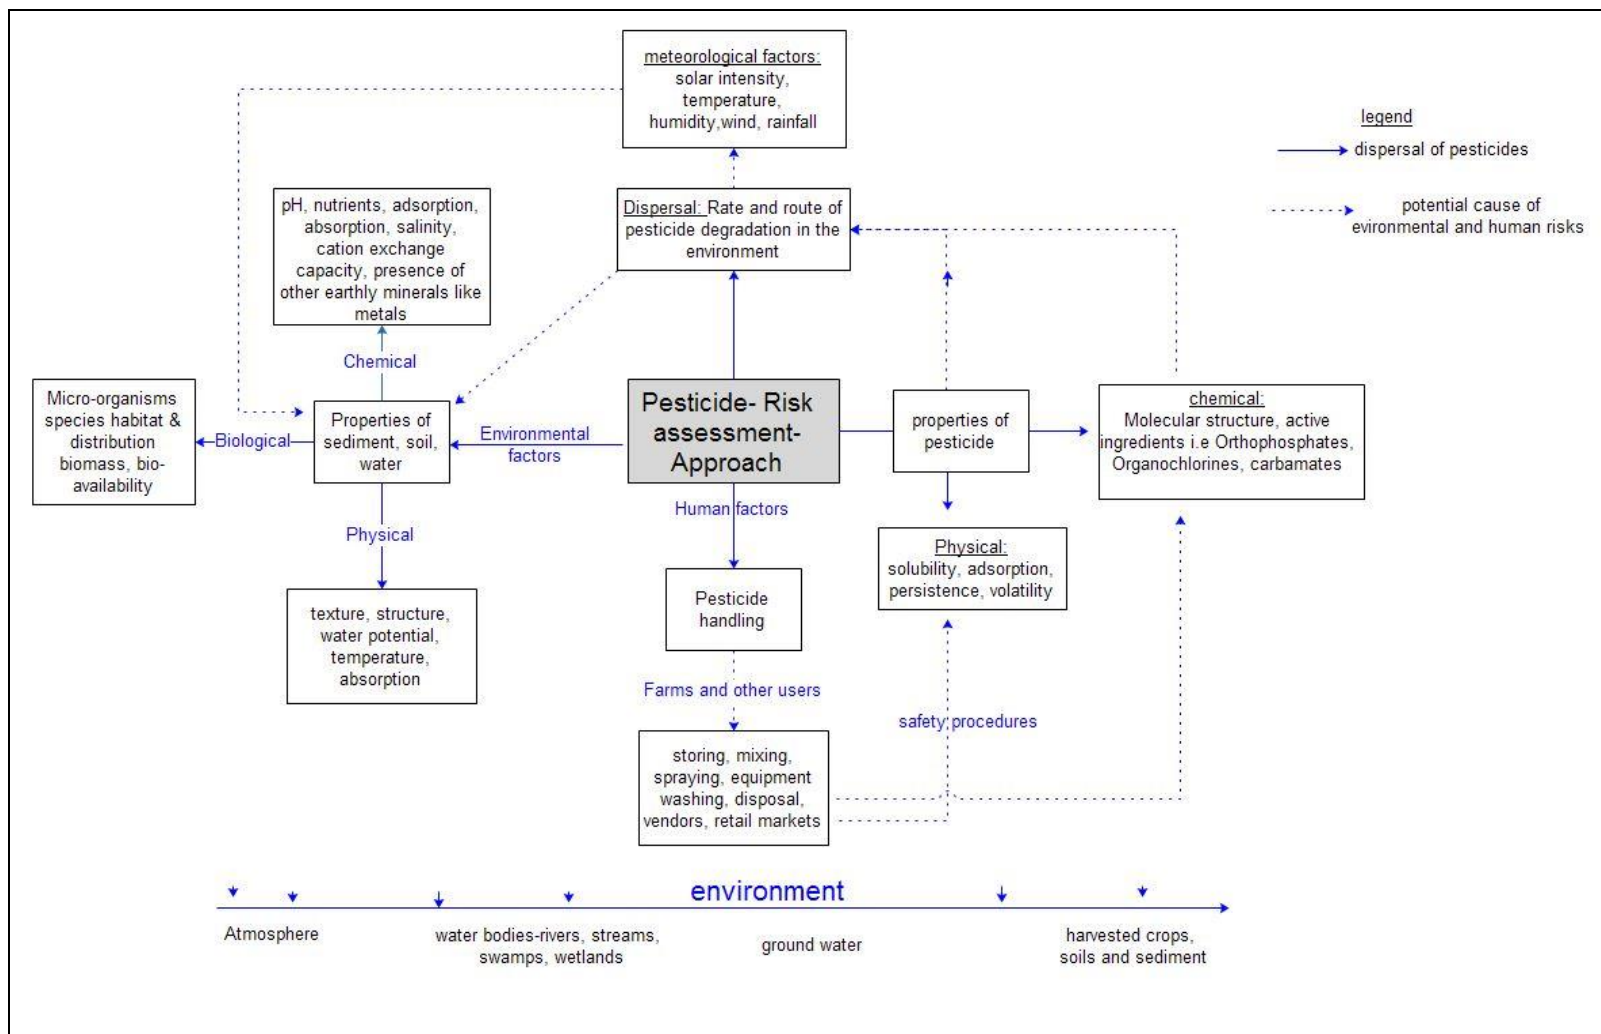 meteorological factors:
solar intensity,
temperature,
humidity,wind, rainfall
legend
dispersal of pesticides
potential cause of
evironmental and human risks
pH, nutrients, adsorption,
absorption, salinity,
cation exchange
capacity, presence of
other earthly minerals like
metals
Dispersal: Rate and route of
pesticide degradation in the
environment
Chemical
Micro-organisms
species habitat &
distribution
biomass, bio-
availability
Biological
Properties of
sediment, soil,
water
Environmental
factors
Pesticide- Risk
assessment-
Approach
properties of
pesticide
chemical:
Molecular structure, active
ingredients i.e Orthophosphates,
Organochlorines, carbamates
Human factors
Physical
Physical:
solubility, adsorption,
persistence, volatility
texture, structure,
water potential,
temperature,
absorption
Pesticide
handling
Farms and other users
safety procedures
storing, mixing,
spraying, equipment
washing, disposal,
vendors, retail markets
environment
Atmosphere
water bodies-rivers, streams,
swamps, wetlands
ground water
harvested crops,
soils and sediment